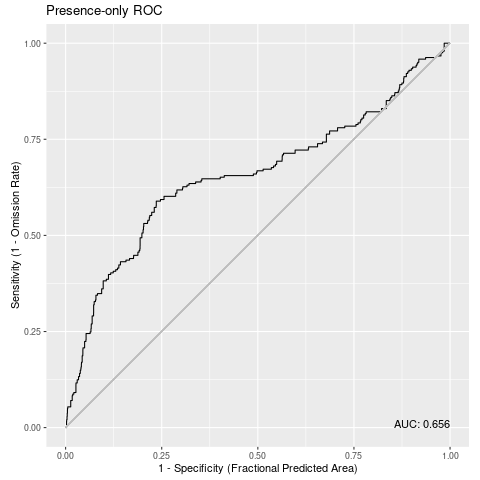 Presence-only ROC
Sensitivity (1 - Omission Rate)
1.00
0.75
0.50
0.25
0.00
AUC: 0.656
0.00 0.25 0.50 0.75 1.00
1 - Specificity (Fractional Predicted Area)